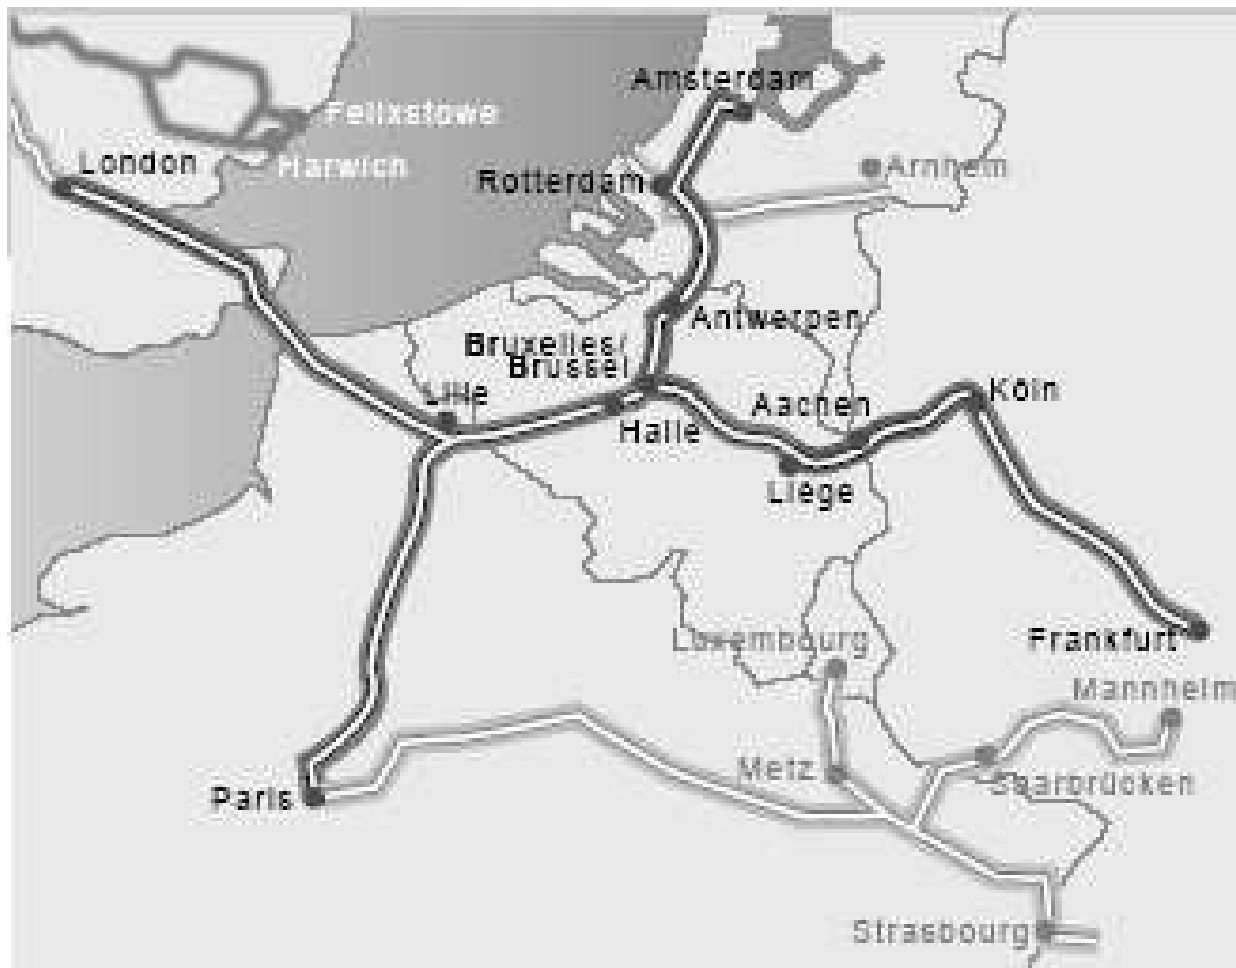 Amsterdam
Felixstowe
London
Harwich
Arnheim
Rotterdam
Antwerpen
Bruxelles/
Brussel
Lille
Aachen
Köln
Halle
Liège
Luxembourg
Frankfurt
Mannheim
Metz
Saarbrücken
Paris
Strasbourg